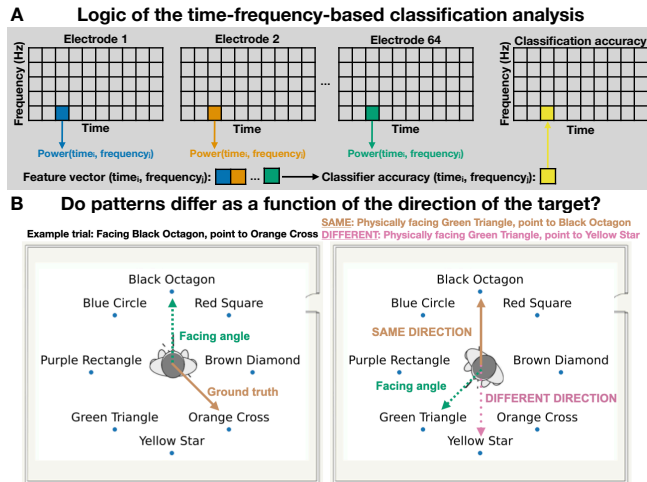 A Logic of the time-frequency-based classification analysis
Electrode 1
Electrode 2
Electrode 64
Classification accuracy
Frequency (Hz)
...
Frequency (Hz)
Time
Time
Time
Time
Power(timeᵢ, frequencyⱼ)
Power(timeᵢ, frequencyⱼ)
Power(timeᵢ, frequencyⱼ)
Feature vector (timeᵢ, frequencyⱼ): ... Classifier accuracy (timeᵢ, frequencyⱼ):
B Do patterns differ as a function of the direction of the target?
Example trial: Facing Black Octagon, point to Orange Cross
SAME: Physically facing Green Triangle, point to Black Octagon
DIFFERENT: Physically facing Green Triangle, point to Yellow Star
Black Octagon
Blue Circle
Red Square
Facing angle
Purple Rectangle
Brown Diamond
Ground truth
Green Triangle
Orange Cross
Yellow Star
Black Octagon
Blue Circle
Red Square
SAME DIRECTION
Purple Rectangle
Brown Diamond
Facing angle
DIFFERENT DIRECTION
Green Triangle
Orange Cross
Yellow Star